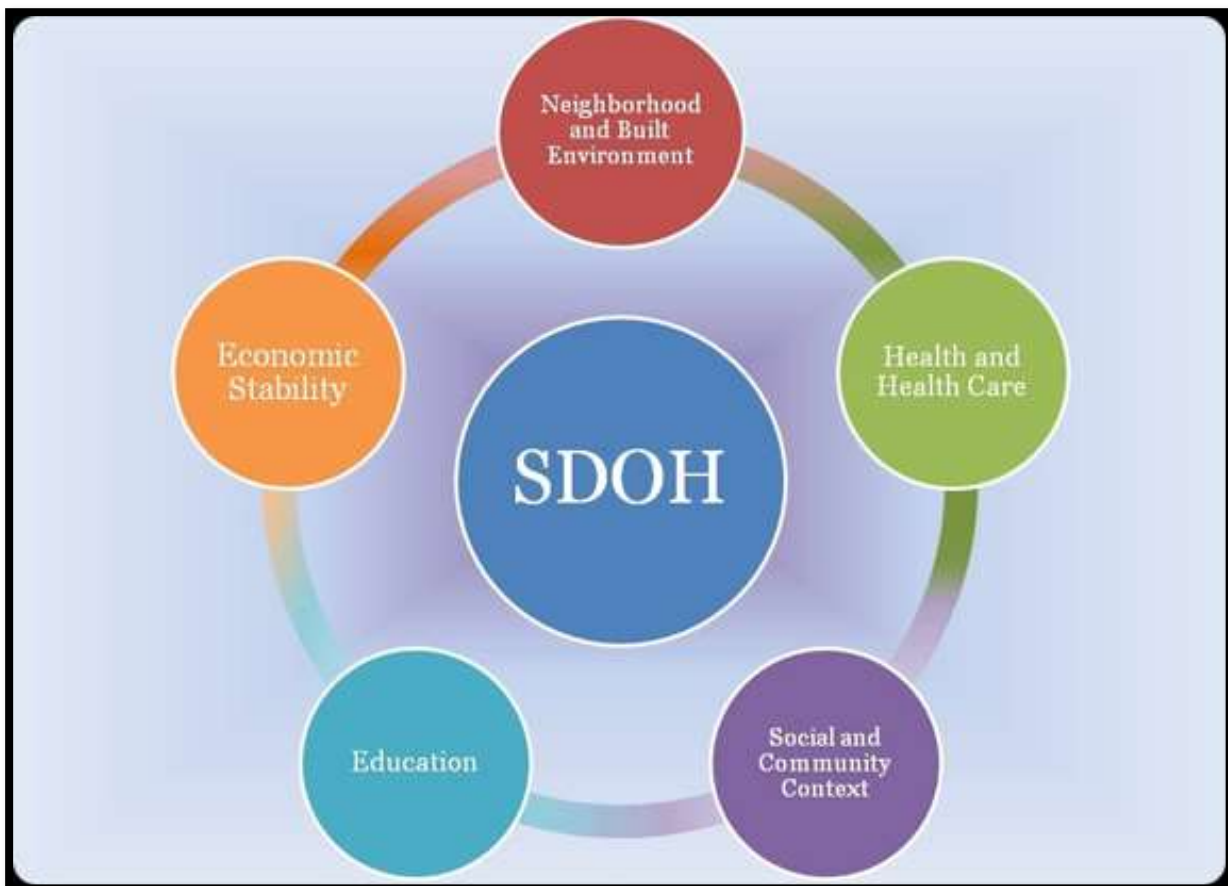 Neighborhood
and Built
Environment
Economic
Stability
Health and
Health Care
SDOH
Education
Social and
Community
Context